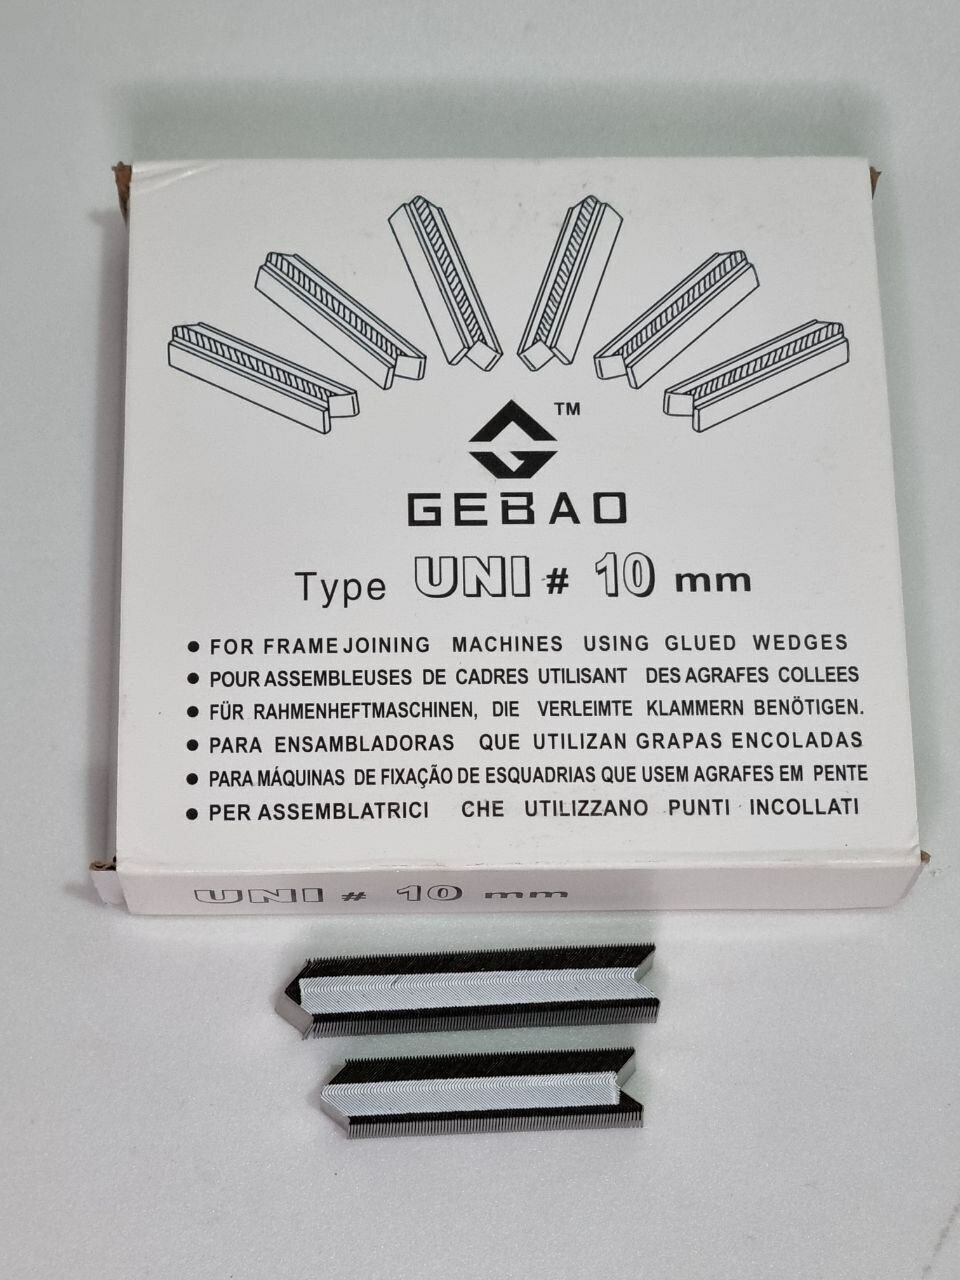 TM
GEBAO
Type UNI # 10 mm
● FOR FRAME JOINING MACHINES USING GLUED WEDGES
● POUR ASSEMBLEUSES DE CADRES UTILISANT DES AGRAFES COLLEES
● FÜR RAHMENHEFTMASCHINEN, DIE VERLEIMTE KLAMMERN BENÖTIGEN.
● PARA ENSAMBLADORAS QUE UTILIZAN GRAPAS ENCOLADAS
● PARA MÁQUINAS DE FIXAÇÃO DE ESQUADRIAS QUE USEM AGRAFES EM PENTE
● PER ASSEMBLATRICI CHE UTILIZZANO PUNTI INCOLLATI
UNI # 10 mm